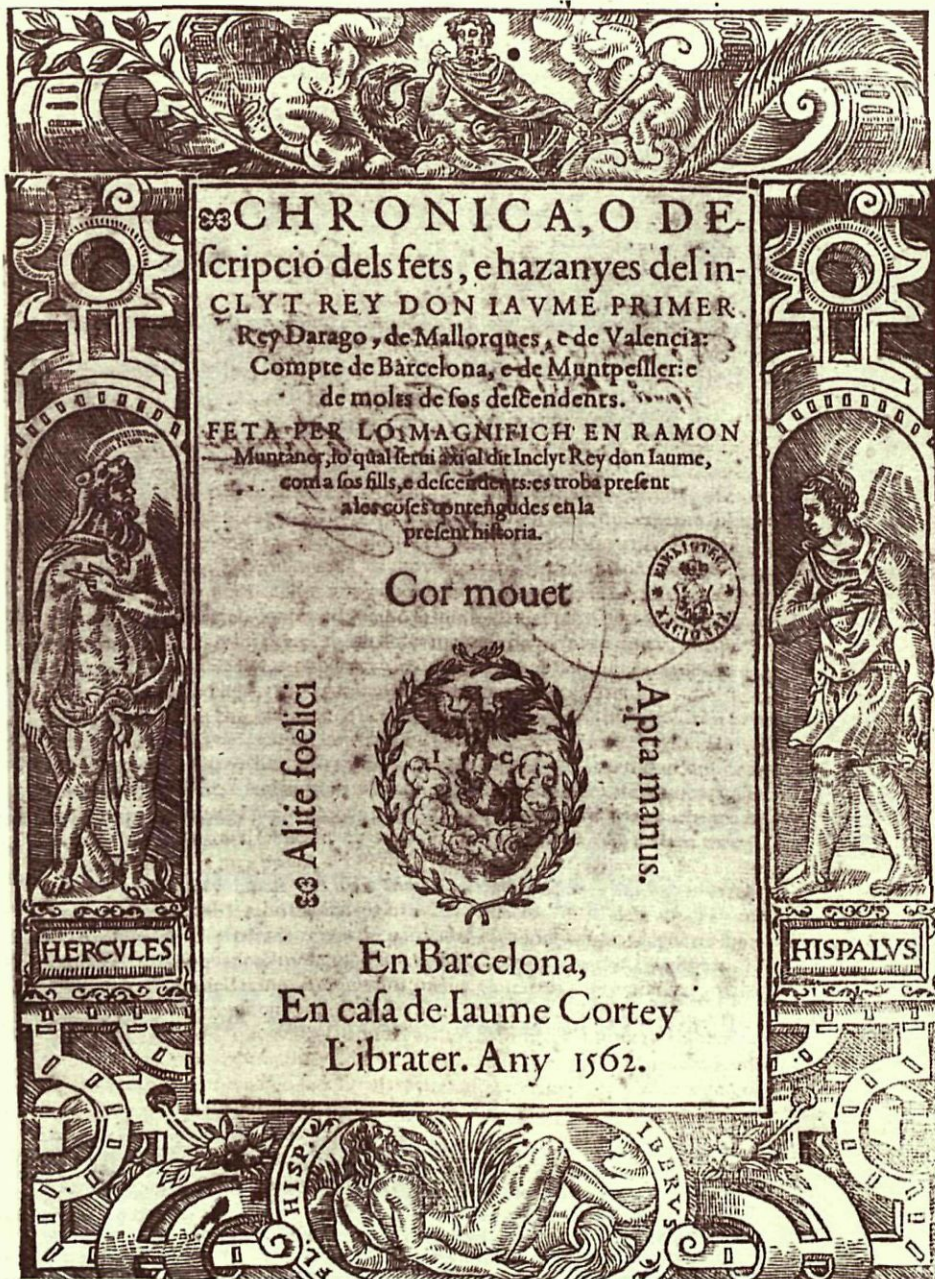 CHRONICA, O DE-
ſcripció dels fets, e hazanyes del in-
CLYT REY DON IAVME PRIMER
Rey Darago, de Mallorques, e de Valencia:
Compte de Barcelona, e de Muntpeſller: e
de molts de ſos deſcendents.
FETA PER LO MAGNIFICH EN RAMON
Muntaner, lo qual ſerui axi al dit Inclyt Rey don Iaume,
com a ſos fills, e deſcendents: es troba preſent
a les coſes contengudes en la
preſent hiſtoria.
Cor mouet
BIBLIOTECA
NACIONAL
Alite foelici
I C
Apta manus.
HERCVLES
HISPALVS
En Barcelona,
En caſa de Iaume Cortey
Librater. Any 1562.
FL. HISP. IBERVS